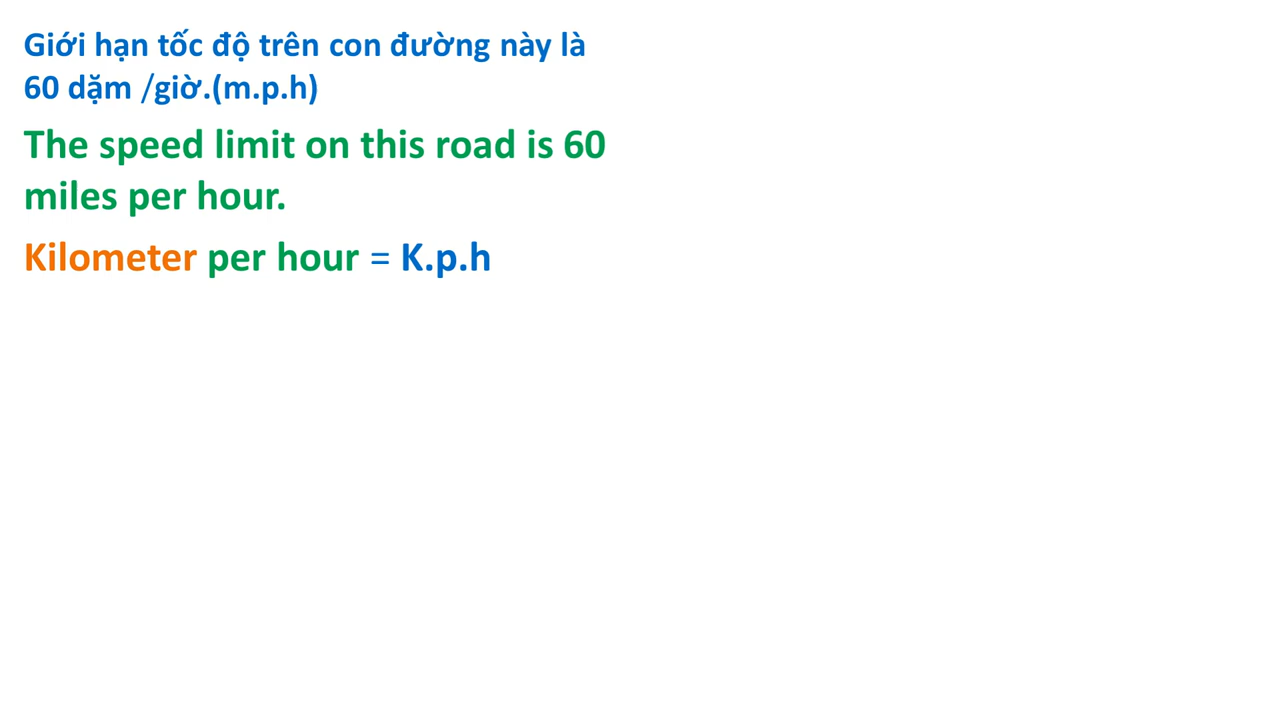 Giới hạn tốc độ trên con đường này là
60 dặm /giờ.(m.p.h)
The speed limit on this road is 60
miles per hour.
Kilometer per hour = K.p.h